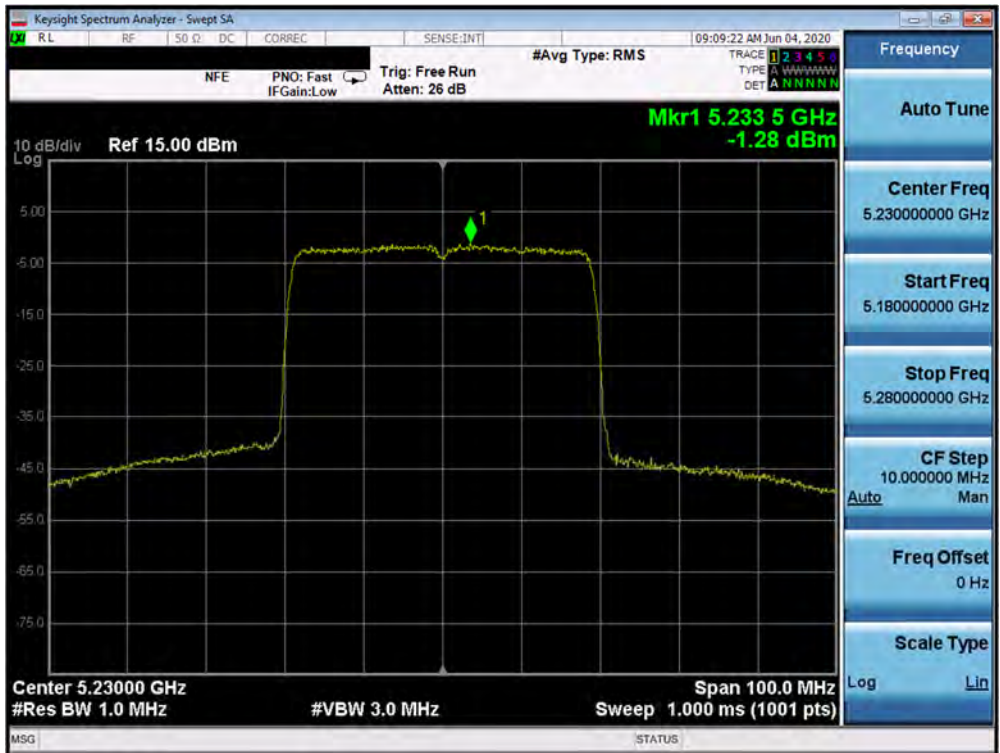 Keysight Spectrum Analyzer - Swept SA
LXI RL RF 50 Ω DC CORREC SENSE:INT 09:09:22 AM Jun 04, 2020
#Avg Type: RMS
TRACE 1 2 3 4 5 6
NFE PNO: Fast Trig: Free Run
TYPE A WWWWW
IFGain:Low Atten: 26 dB
DET A N N N N N
Mkr1 5.233 5 GHz
-1.28 dBm
10 dB/div Ref 15.00 dBm
Log
1
5.00
-5.00
-15.0
-25.0
-35.0
-45.0
-55.0
-65.0
-75.0
Center 5.23000 GHz Span 100.0 MHz
#Res BW 1.0 MHz #VBW 3.0 MHz Sweep 1.000 ms (1001 pts)
MSG STATUS
Frequency
Auto Tune
Center Freq
5.230000000 GHz
Start Freq
5.180000000 GHz
Stop Freq
5.280000000 GHz
CF Step
10.000000 MHz
Auto Man
Freq Offset
0 Hz
Scale Type
Log Lin